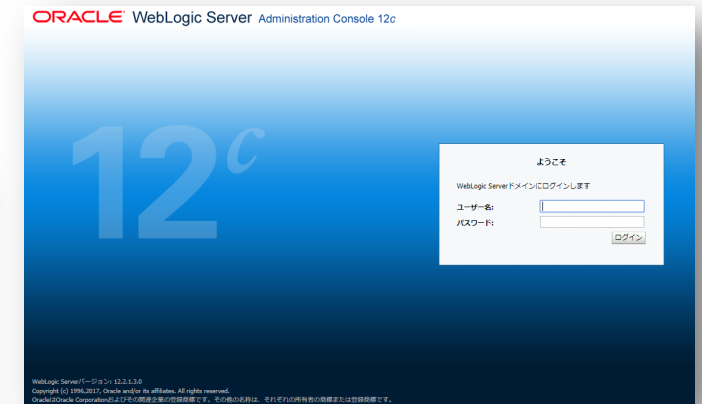 ORACLE WebLogic Server Administration Console 12c
12c
ようこそ
WebLogic Serverドメインにログインします
ユーザー名:
パスワード:
ログイン
WebLogic Serverバージョン: 12.2.1.3.0
Copyright (c) 1996,2017, Oracle and/or its affiliates. All rights reserved.
OracleはOracle Corporationおよびその関連企業の登録商標です。その他の名称は、それぞれの所有者の商標または登録商標です。